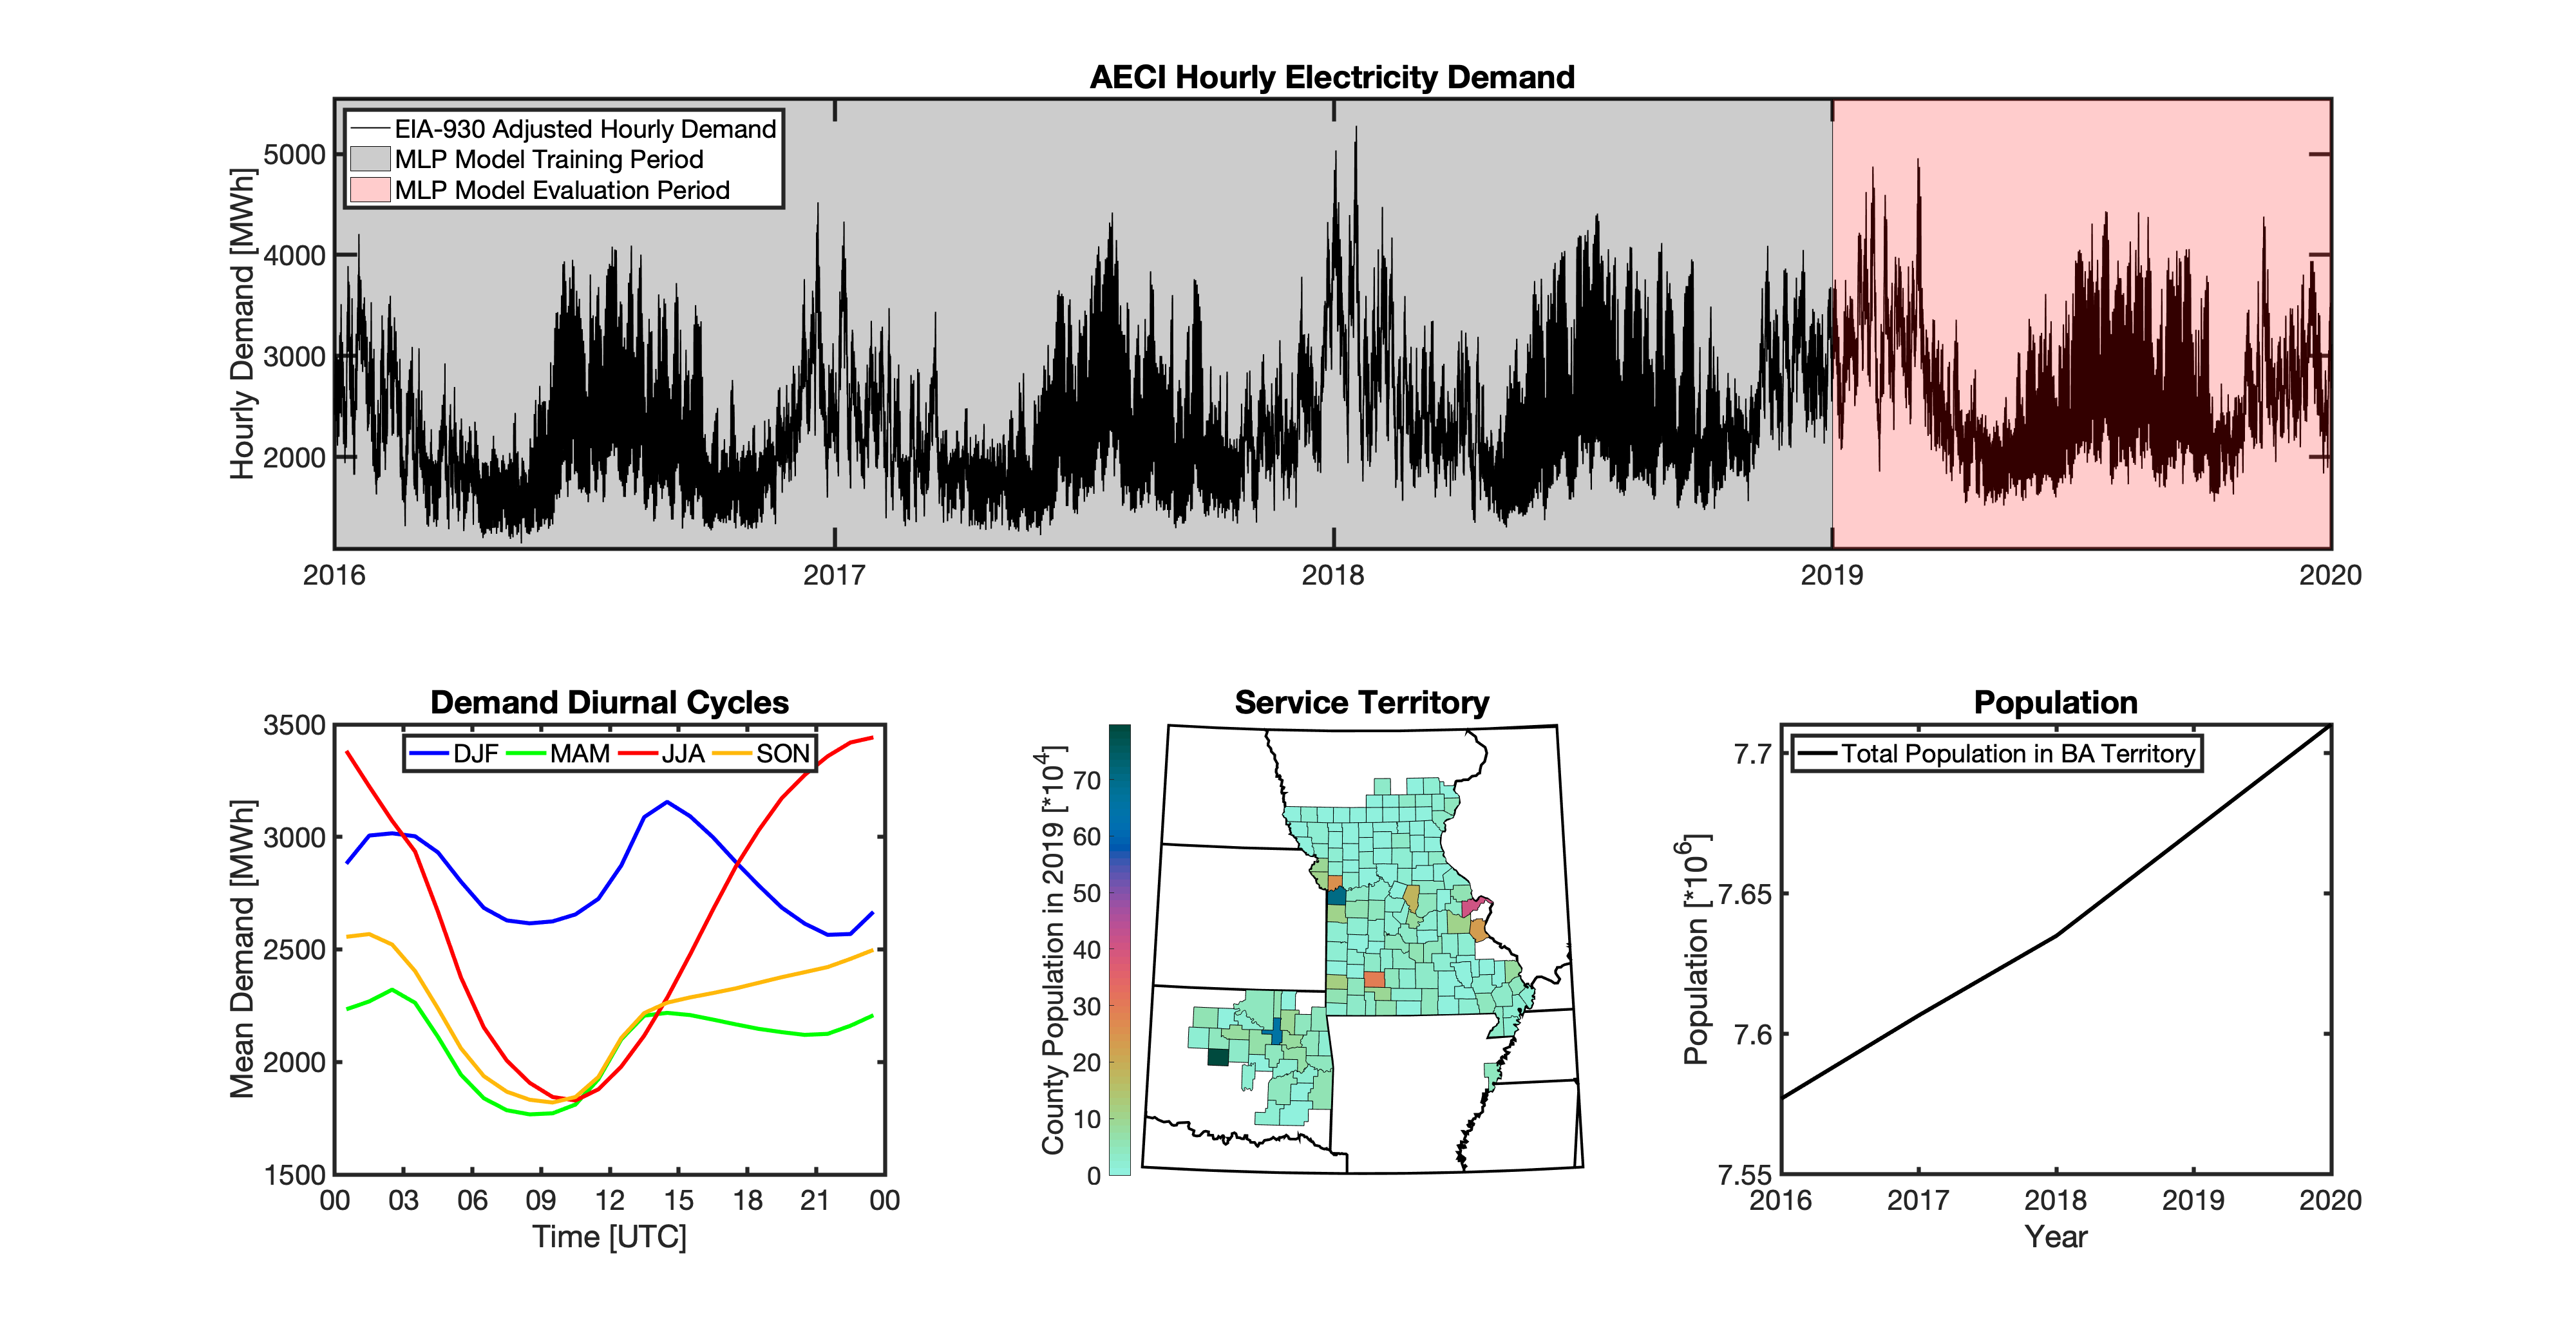 AECI Hourly Electricity Demand
EIA-930 Adjusted Hourly Demand
MLP Model Training Period
MLP Model Evaluation Period
Hourly Demand [MWh]
5000
4000
3000
2000
2016 2017 2018 2019 2020
Demand Diurnal Cycles
DJF MAM JJA SON
Mean Demand [MWh]
3500
3000
2500
2000
1500
00 03 06 09 12 15 18 21 00
Time [UTC]
Service Territory
County Population in 2019 [*10^4]
70
60
50
40
30
20
10
0
Population
Total Population in BA Territory
Population [*10^6]
7.7
7.65
7.6
7.55
2016 2017 2018 2019 2020
Year